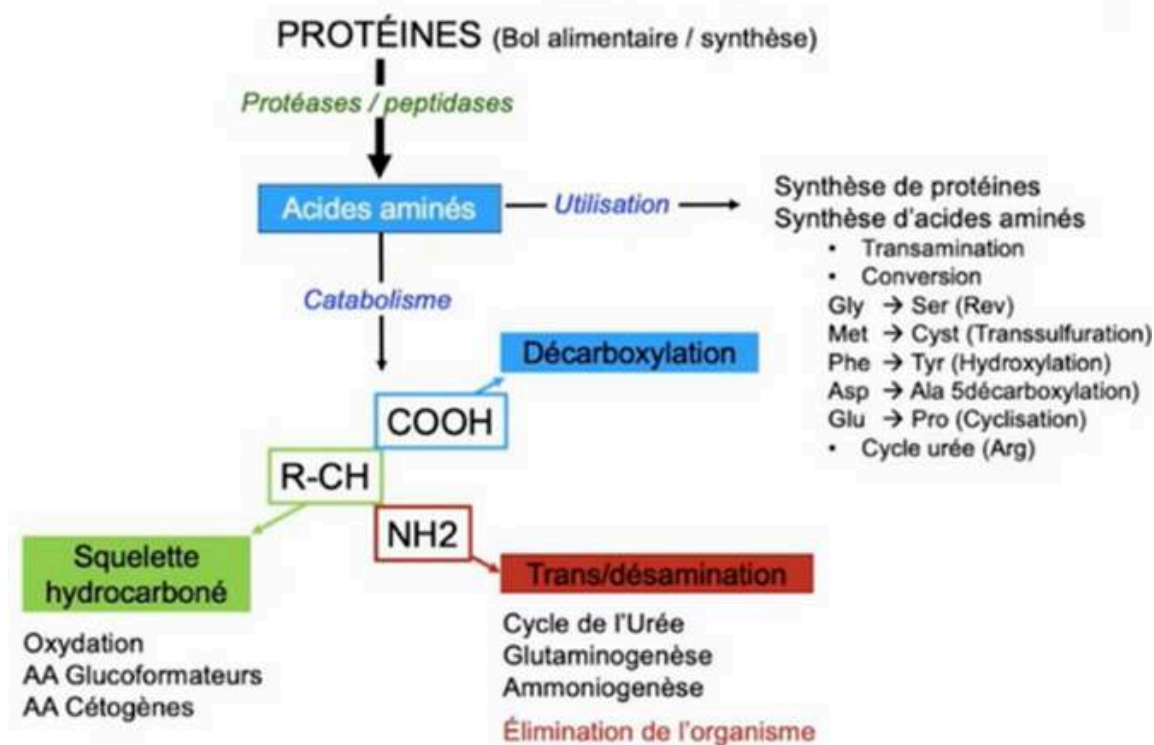 PROTÉINES (Bol alimentaire / synthèse)
Protéases / peptidases
Acides aminés
Utilisation
Synthèse de protéines
Synthèse d'acides aminés
• Transamination
• Conversion
Gly → Ser (Rev)
Met → Cyst (Transsulfuration)
Phe → Tyr (Hydroxylation)
Asp → Ala 5décarboxylation)
Glu → Pro (Cyclisation)
• Cycle urée (Arg)
Catabolisme
Décarboxylation
COOH
R-CH
NH2
Squelette
hydrocarboné
Oxydation
AA Glucoformateurs
AA Cétogènes
Trans/désamination
Cycle de l'Urée
Glutaminogenèse
Ammoniogenèse
Élimination de l'organisme